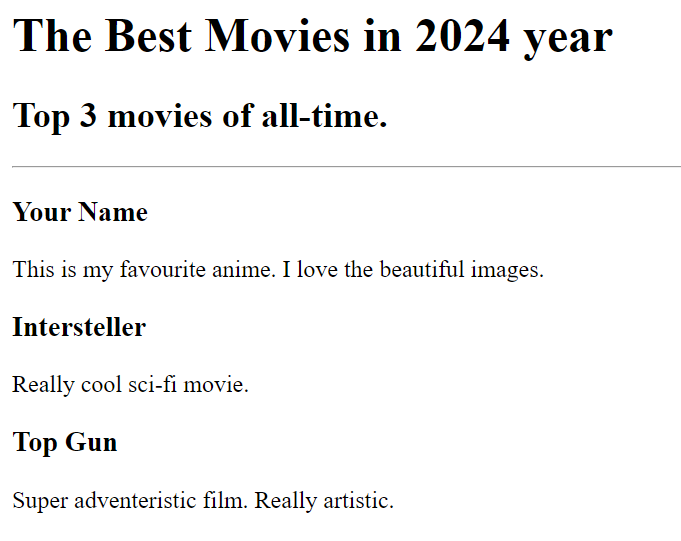 The Best Movies in 2024 year
Top 3 movies of all-time.
Your Name
This is my favourite anime. I love the beautiful images.
Intersteller
Really cool sci-fi movie.
Top Gun
Super adventeristic film. Really artistic.